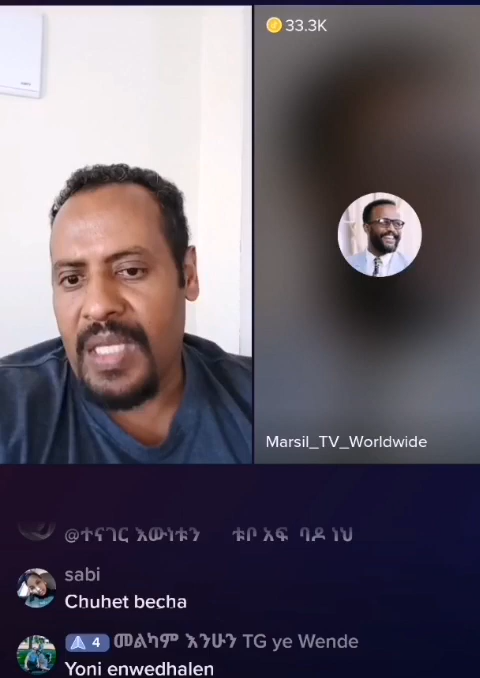 33.3K
Marsil_TV_Worldwide
@ተናገር እውነቱን ቱቦ አፍ ባዶ ነህ
sabi
Chuhet becha
4 መልካም እንሁን TG ye Wende
Yoni enwedhalen